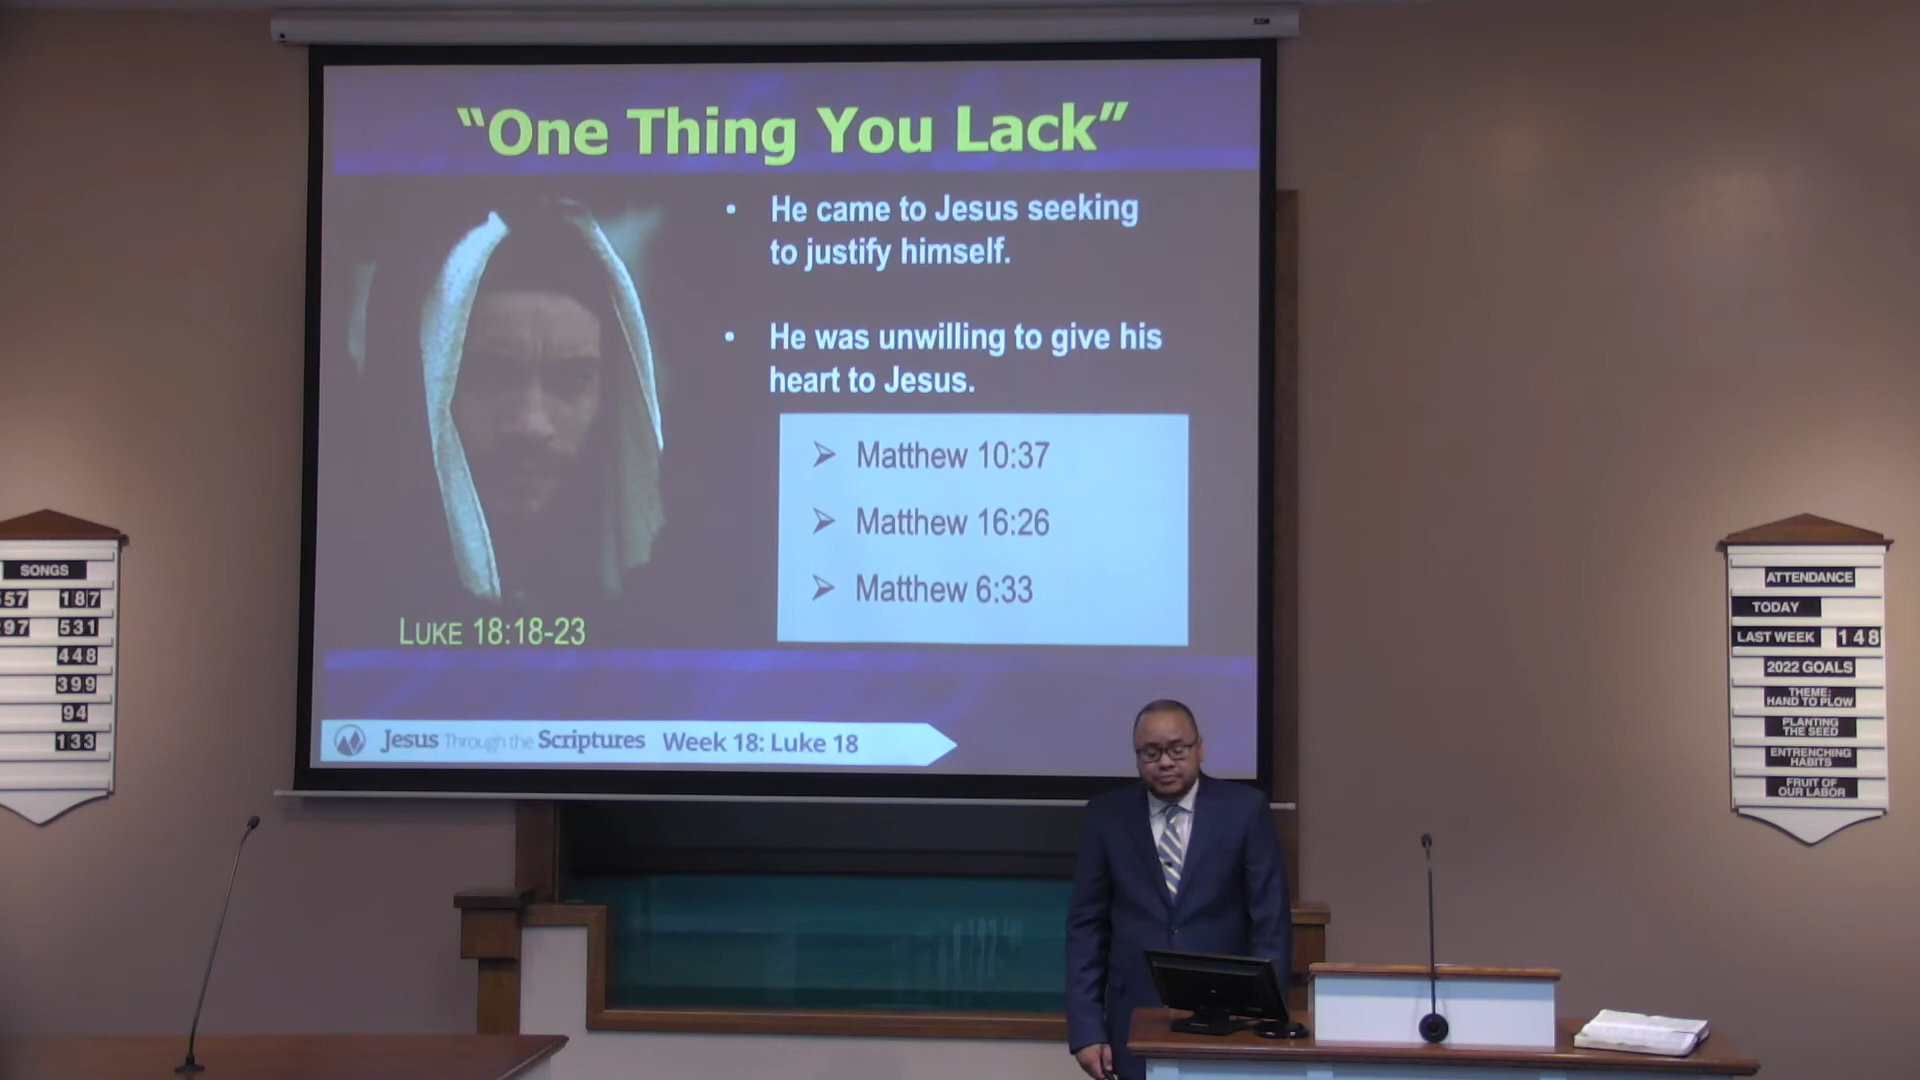 “One Thing You Lack”
• He came to Jesus seeking
to justify himself.
• He was unwilling to give his
heart to Jesus.
➢ Matthew 10:37
➢ Matthew 16:26
➢ Matthew 6:33
LUKE 18:18-23
Jesus Through the Scriptures Week 18: Luke 18
SONGS
57 187
97 531
448
399
94
133
ATTENDANCE
TODAY
LAST WEEK 148
2022 GOALS
THEME:
HAND TO PLOW
PLANTING
THE SEED
ENTRENCHING
HABITS
FRUIT OF
OUR LABOR